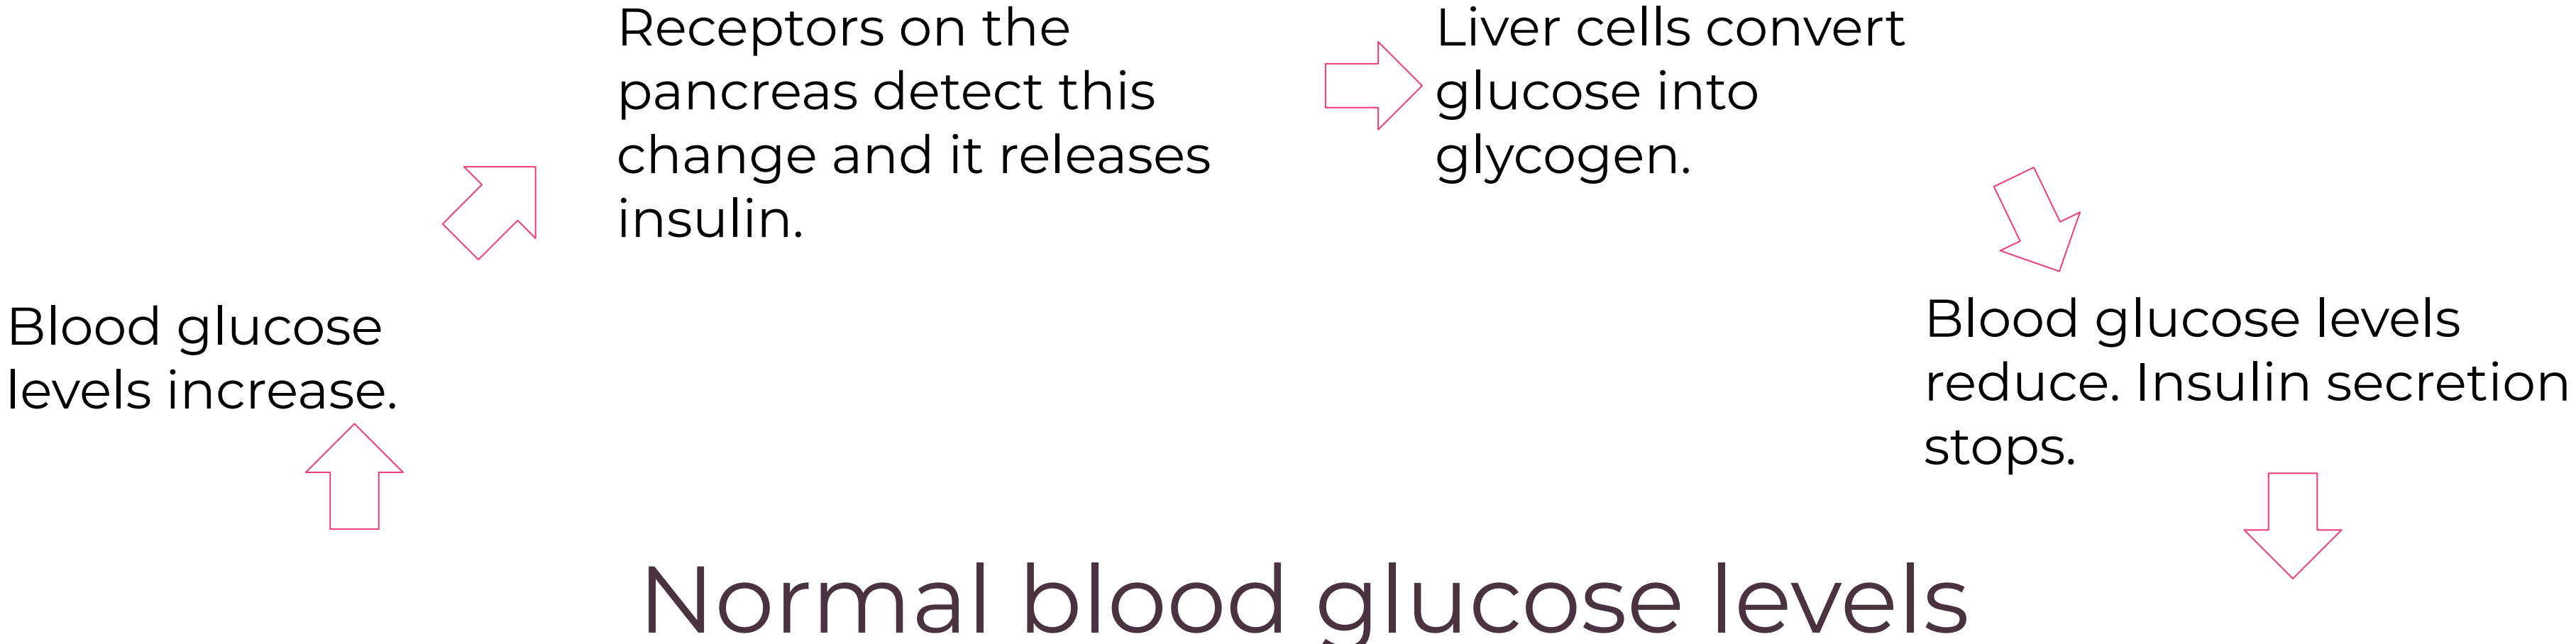 Receptors on the
pancreas detect this
change and it releases
insulin.
Liver cells convert
glucose into
glycogen.
Blood glucose
levels increase.
Blood glucose levels
reduce. Insulin secretion
stops.
Normal blood glucose levels